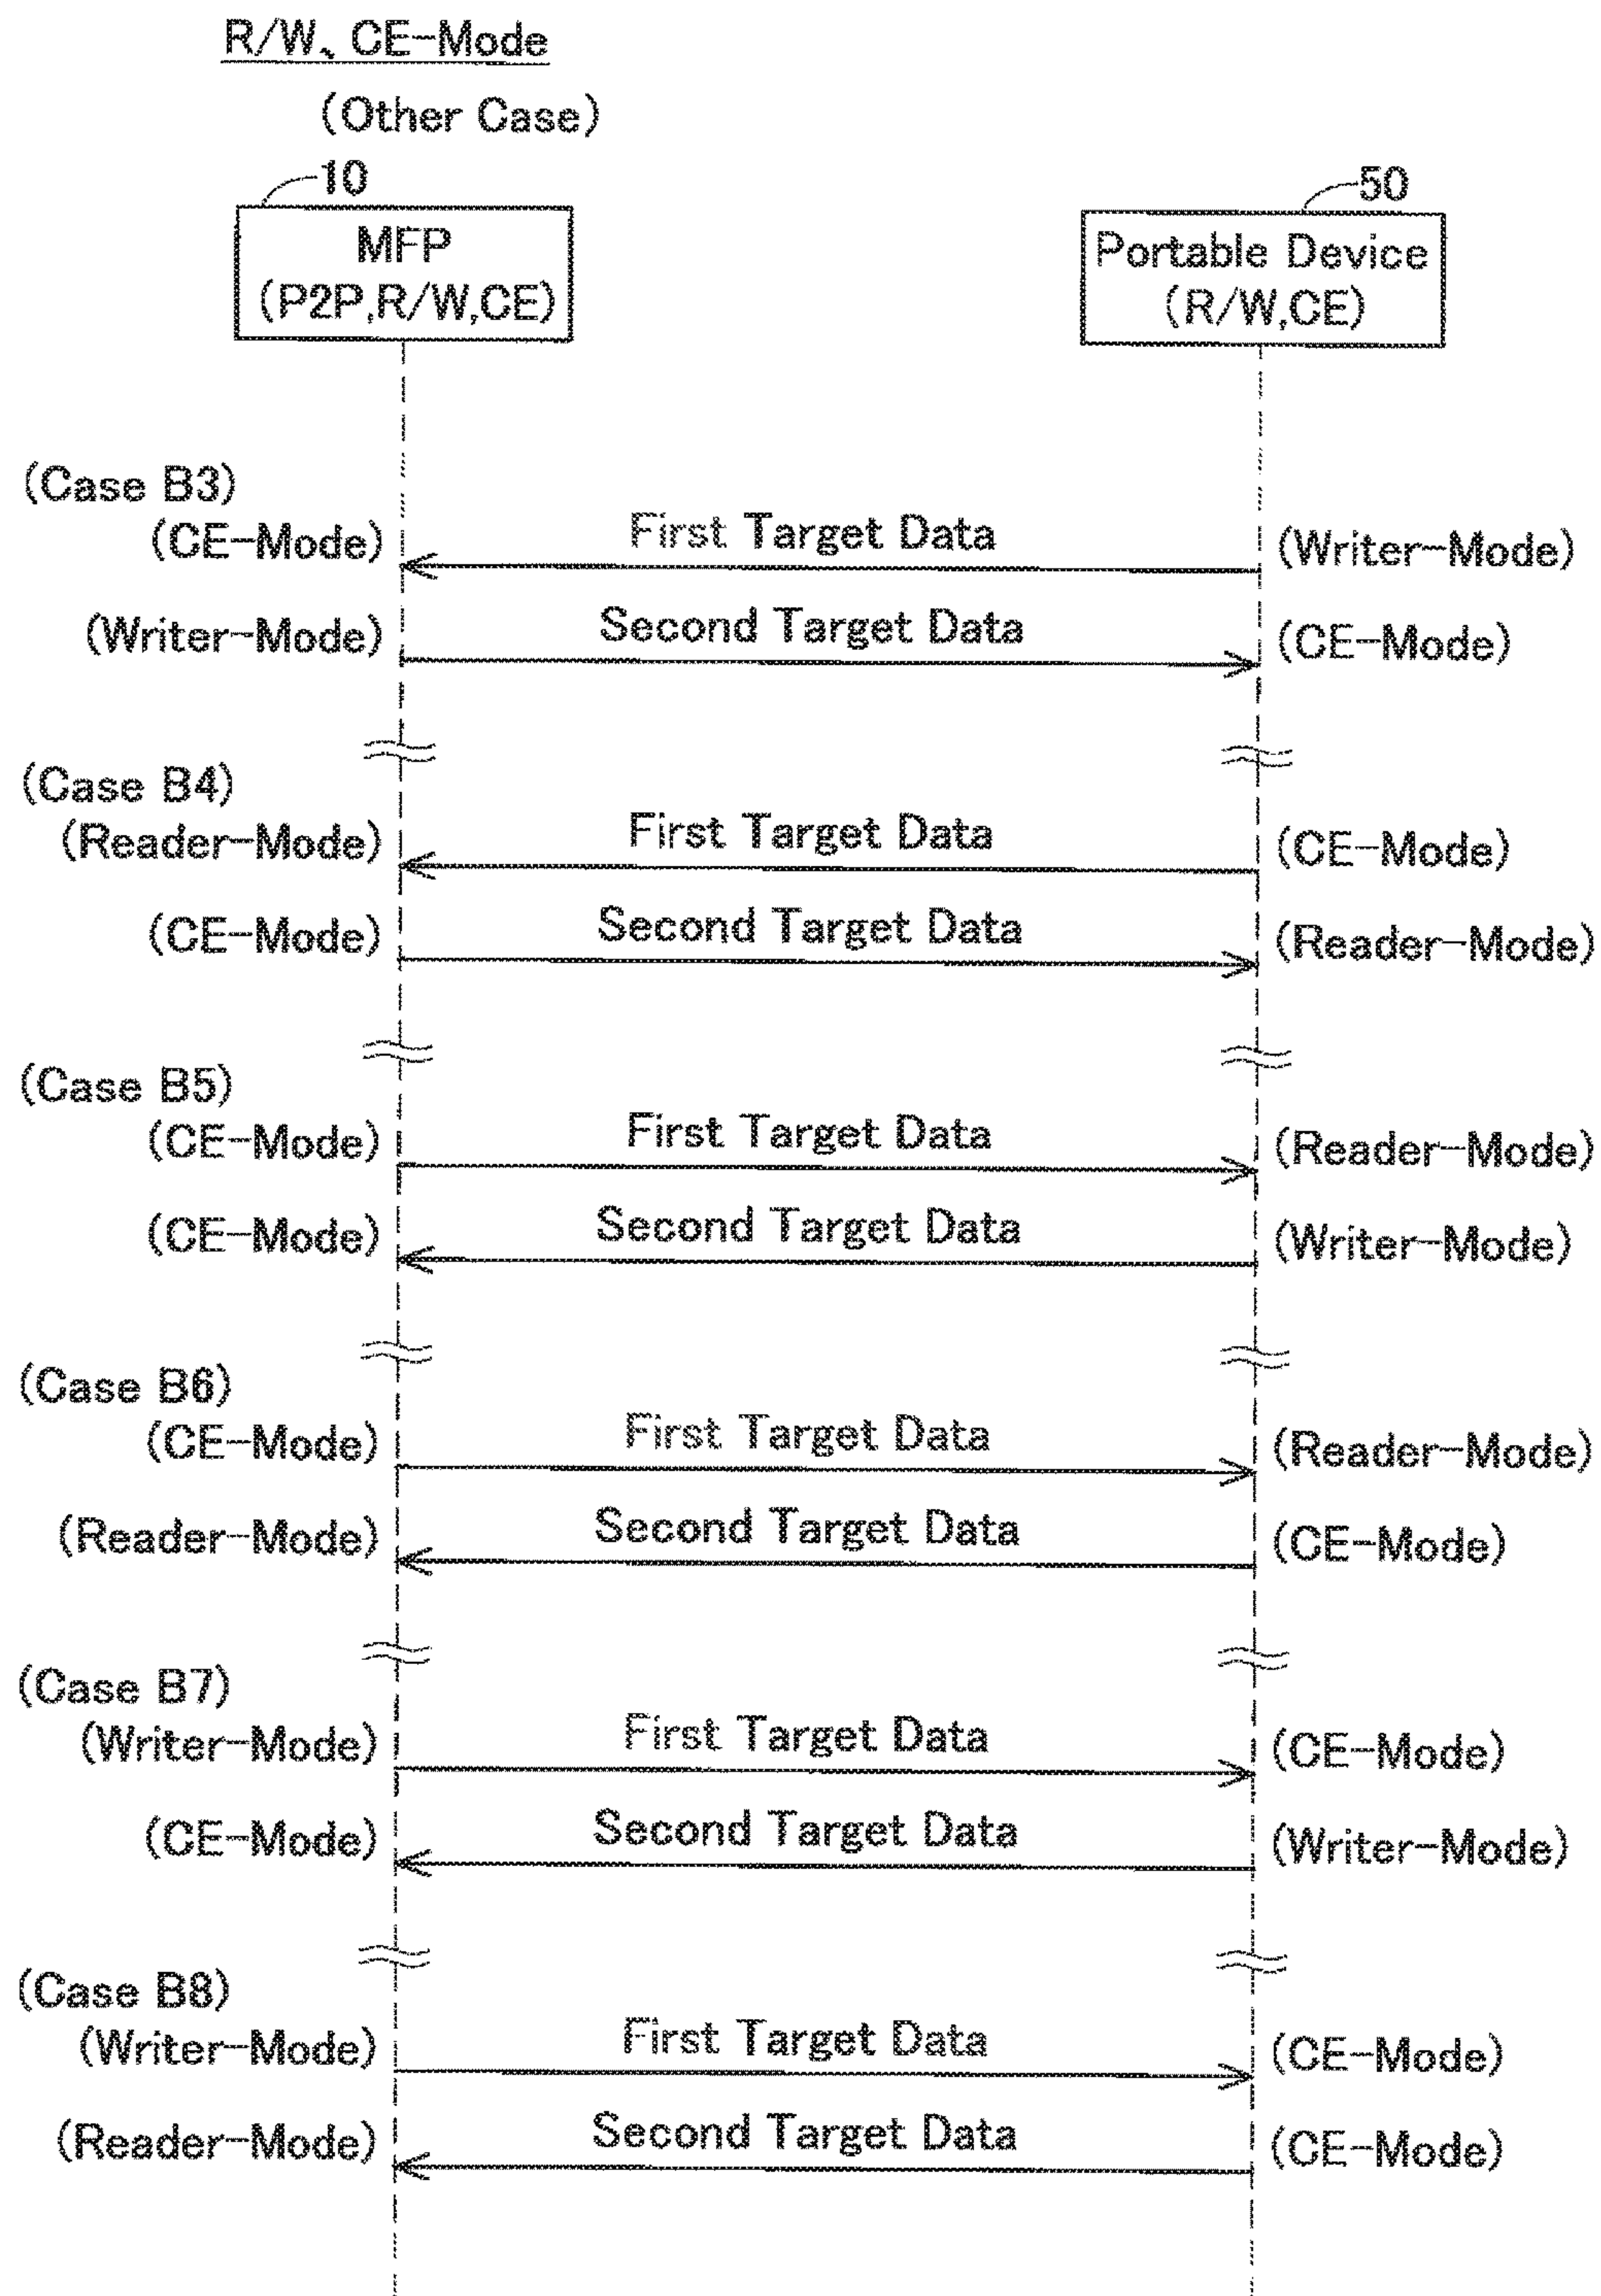 R/W、CE-Mode
(Other Case)
10
50
MFP
(P2P,R/W,CE)
Portable Device
(R/W,CE)
(Case B3)
(CE-Mode)
First Target Data
(Writer-Mode)
(Writer-Mode)
Second Target Data
(CE-Mode)
(Case B4)
(Reader-Mode)
First Target Data
(CE-Mode)
(CE-Mode)
Second Target Data
(Reader-Mode)
(Case B5)
(CE-Mode)
First Target Data
(Reader-Mode)
(CE-Mode)
Second Target Data
(Writer-Mode)
(Case B6)
(CE-Mode)
First Target Data
(Reader-Mode)
(Reader-Mode)
Second Target Data
(CE-Mode)
(Case B7)
(Writer-Mode)
First Target Data
(CE-Mode)
(CE-Mode)
Second Target Data
(Writer-Mode)
(Case B8)
(Writer-Mode)
First Target Data
(CE-Mode)
(Reader-Mode)
Second Target Data
(CE-Mode)